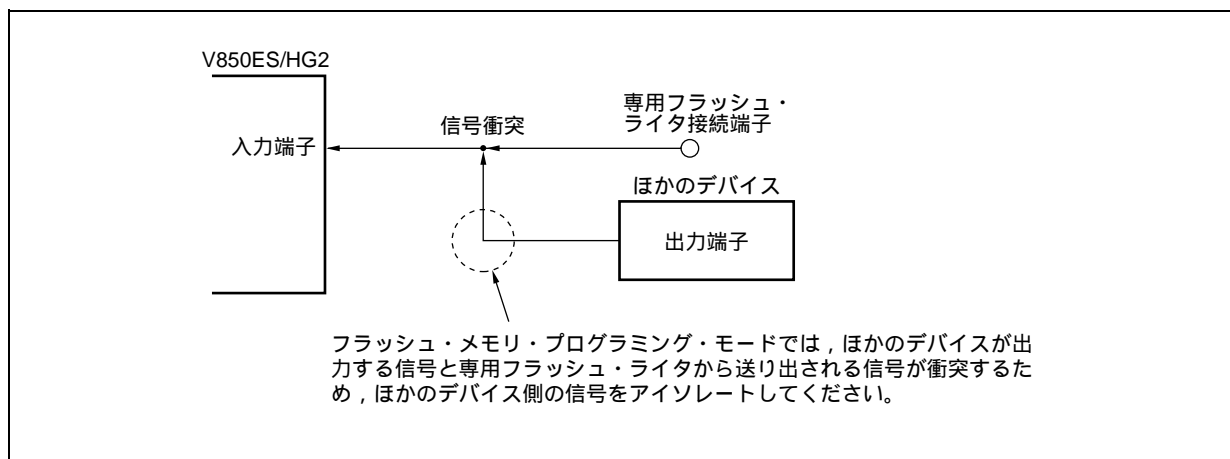 V850ES/HG2
入力端子
信号衝突
専用フラッシュ・
ライタ接続端子
ほかのデバイス
出力端子
フラッシュ・メモリ・プログラミング・モードでは，ほかのデバイスが出
力する信号と専用フラッシュ・ライタから送り出される信号が衝突するた
め，ほかのデバイス側の信号をアイソレートしてください。